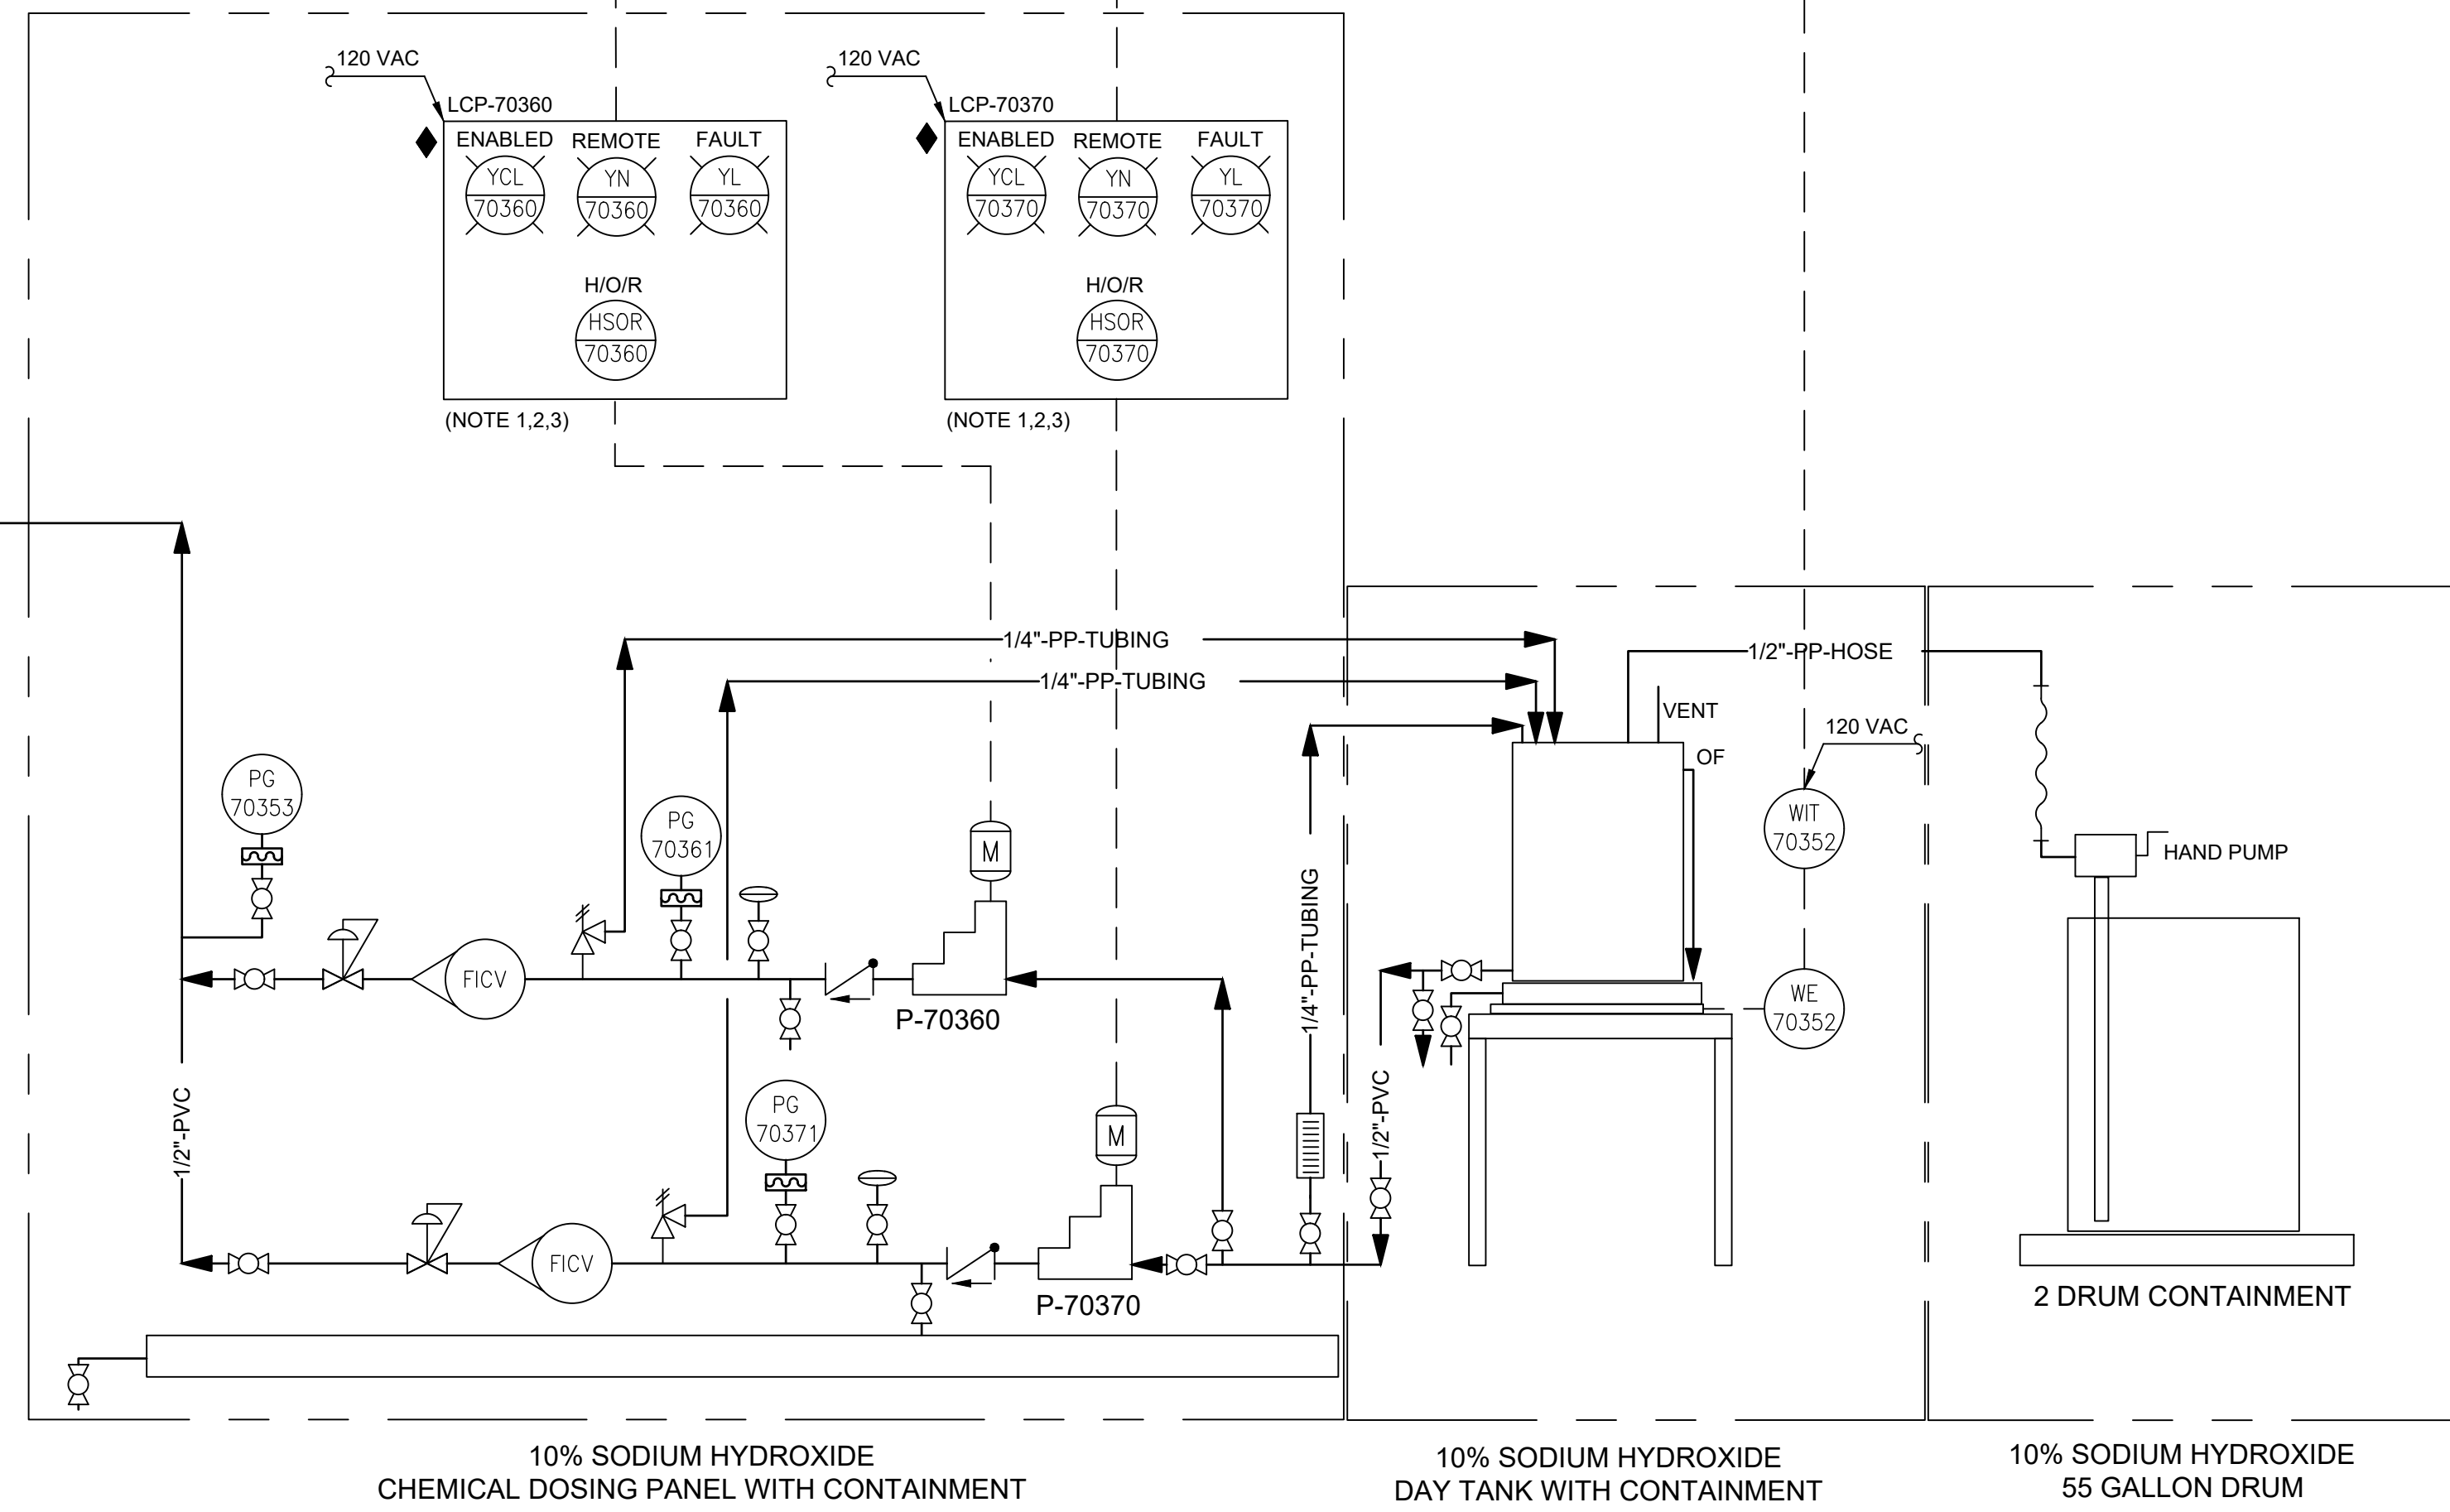 120 VAC
120 VAC
LCP-70360
LCP-70370
ENABLED
REMOTE
FAULT
ENABLED
REMOTE
FAULT
YCL
70360
YN
70360
YL
70360
YCL
70370
YN
70370
YL
70370
H/O/R
H/O/R
HSOR
70360
HSOR
70370
(NOTE 1,2,3)
(NOTE 1,2,3)
1/4"-PP-TUBING
1/2"-PP-HOSE
1/4"-PP-TUBING
VENT
120 VAC
OF
PG
70353
PG
70361
M
WIT
70352
HAND PUMP
1/4"-PP-TUBING
FICV
WE
70352
P-70360
1/2"-PVC
PG
70371
M
1/2"-PVC
FICV
P-70370
2 DRUM CONTAINMENT
10% SODIUM HYDROXIDE
CHEMICAL DOSING PANEL WITH CONTAINMENT
10% SODIUM HYDROXIDE
DAY TANK WITH CONTAINMENT
10% SODIUM HYDROXIDE
55 GALLON DRUM